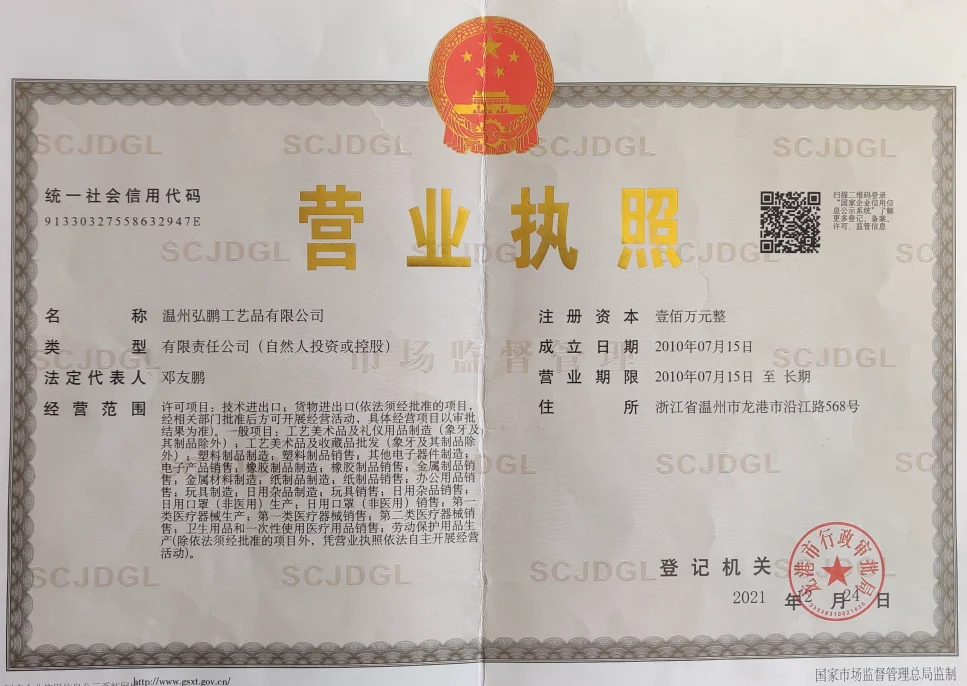 统一社会信用代码
91330327558632947E
营业执照
扫描二维码登录
“国家企业信用信
息公示系统”了解
更多登记、备案、
许可、监管信息
名称 温州弘鹏工艺品有限公司
类型 有限责任公司（自然人投资或控股）
法定代表人 邓友鹏
经营范围 许可项目：技术进出口；货物进出口(依法须经批准的项目，
经相关部门批准后方可开展经营活动，具体经营项目以审批
结果为准)。一般项目：工艺美术品及礼仪用品制造（象牙及
其制品除外）；工艺美术品及收藏品批发（象牙及其制品除
外）；塑料制品制造；塑料制品销售；其他电子器件制造；
电子产品销售；橡胶制品制造；橡胶制品销售；金属制品销
售；金属材料制造；纸制品制造；纸制品销售；办公用品销
售；玩具制造；日用杂品制造；玩具销售；日用杂品销售；
日用口罩（非医用）生产；日用口罩（非医用）销售；第一
类医疗器械生产；第一类医疗器械销售；第二类医疗器械销
售；卫生用品和一次性使用医疗用品销售；劳动保护用品生
产(除依法须经批准的项目外，凭营业执照依法自主开展经营
活动)。
注册资本 壹佰万元整
成立日期 2010年07月15日
营业期限 2010年07月15日 至 长期
住所 浙江省温州市龙港市沿江路568号
市场监督管理
SCJDGL
登记机关
龙港市行政审批局
2021 年12月24日
http://www.gsxt.gov.cn/
国家市场监督管理总局监制